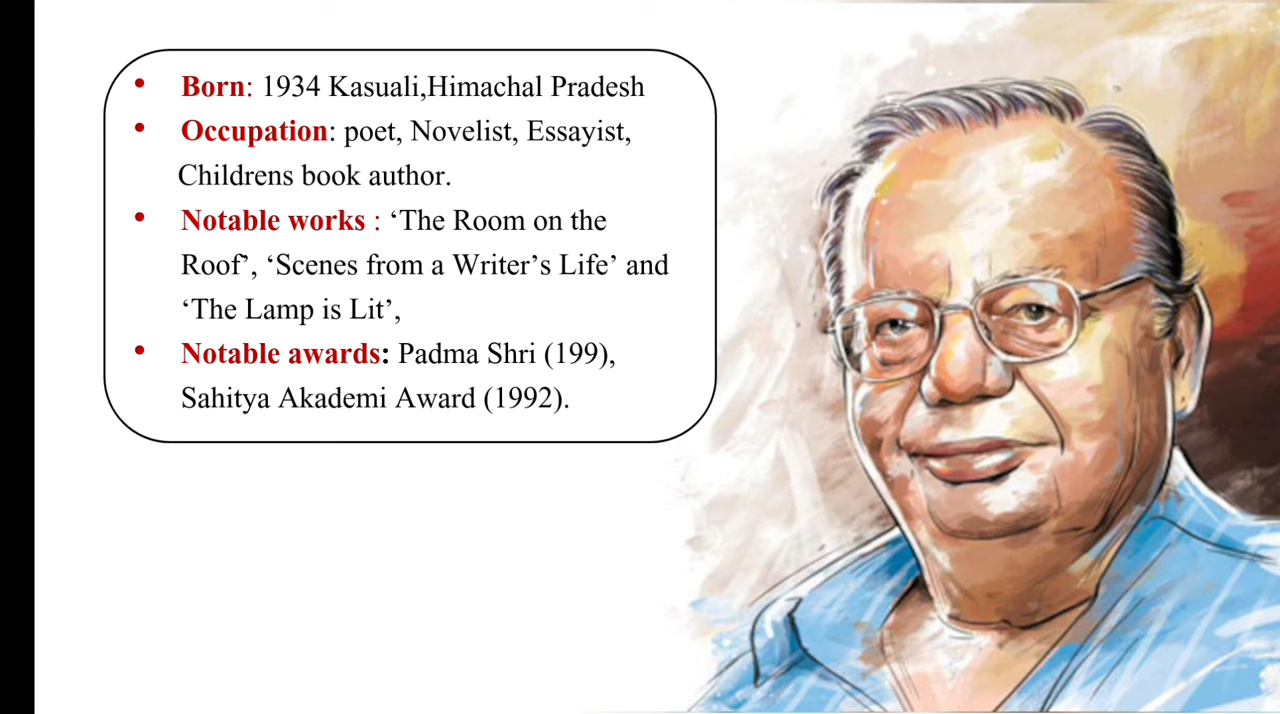 • Born: 1934 Kasuali,Himachal Pradesh
• Occupation: poet, Novelist, Essayist,
Childrens book author.
• Notable works : ‘The Room on the
Roof’, ‘Scenes from a Writer’s Life’ and
‘The Lamp is Lit’,
• Notable awards: Padma Shri (199),
Sahitya Akademi Award (1992).